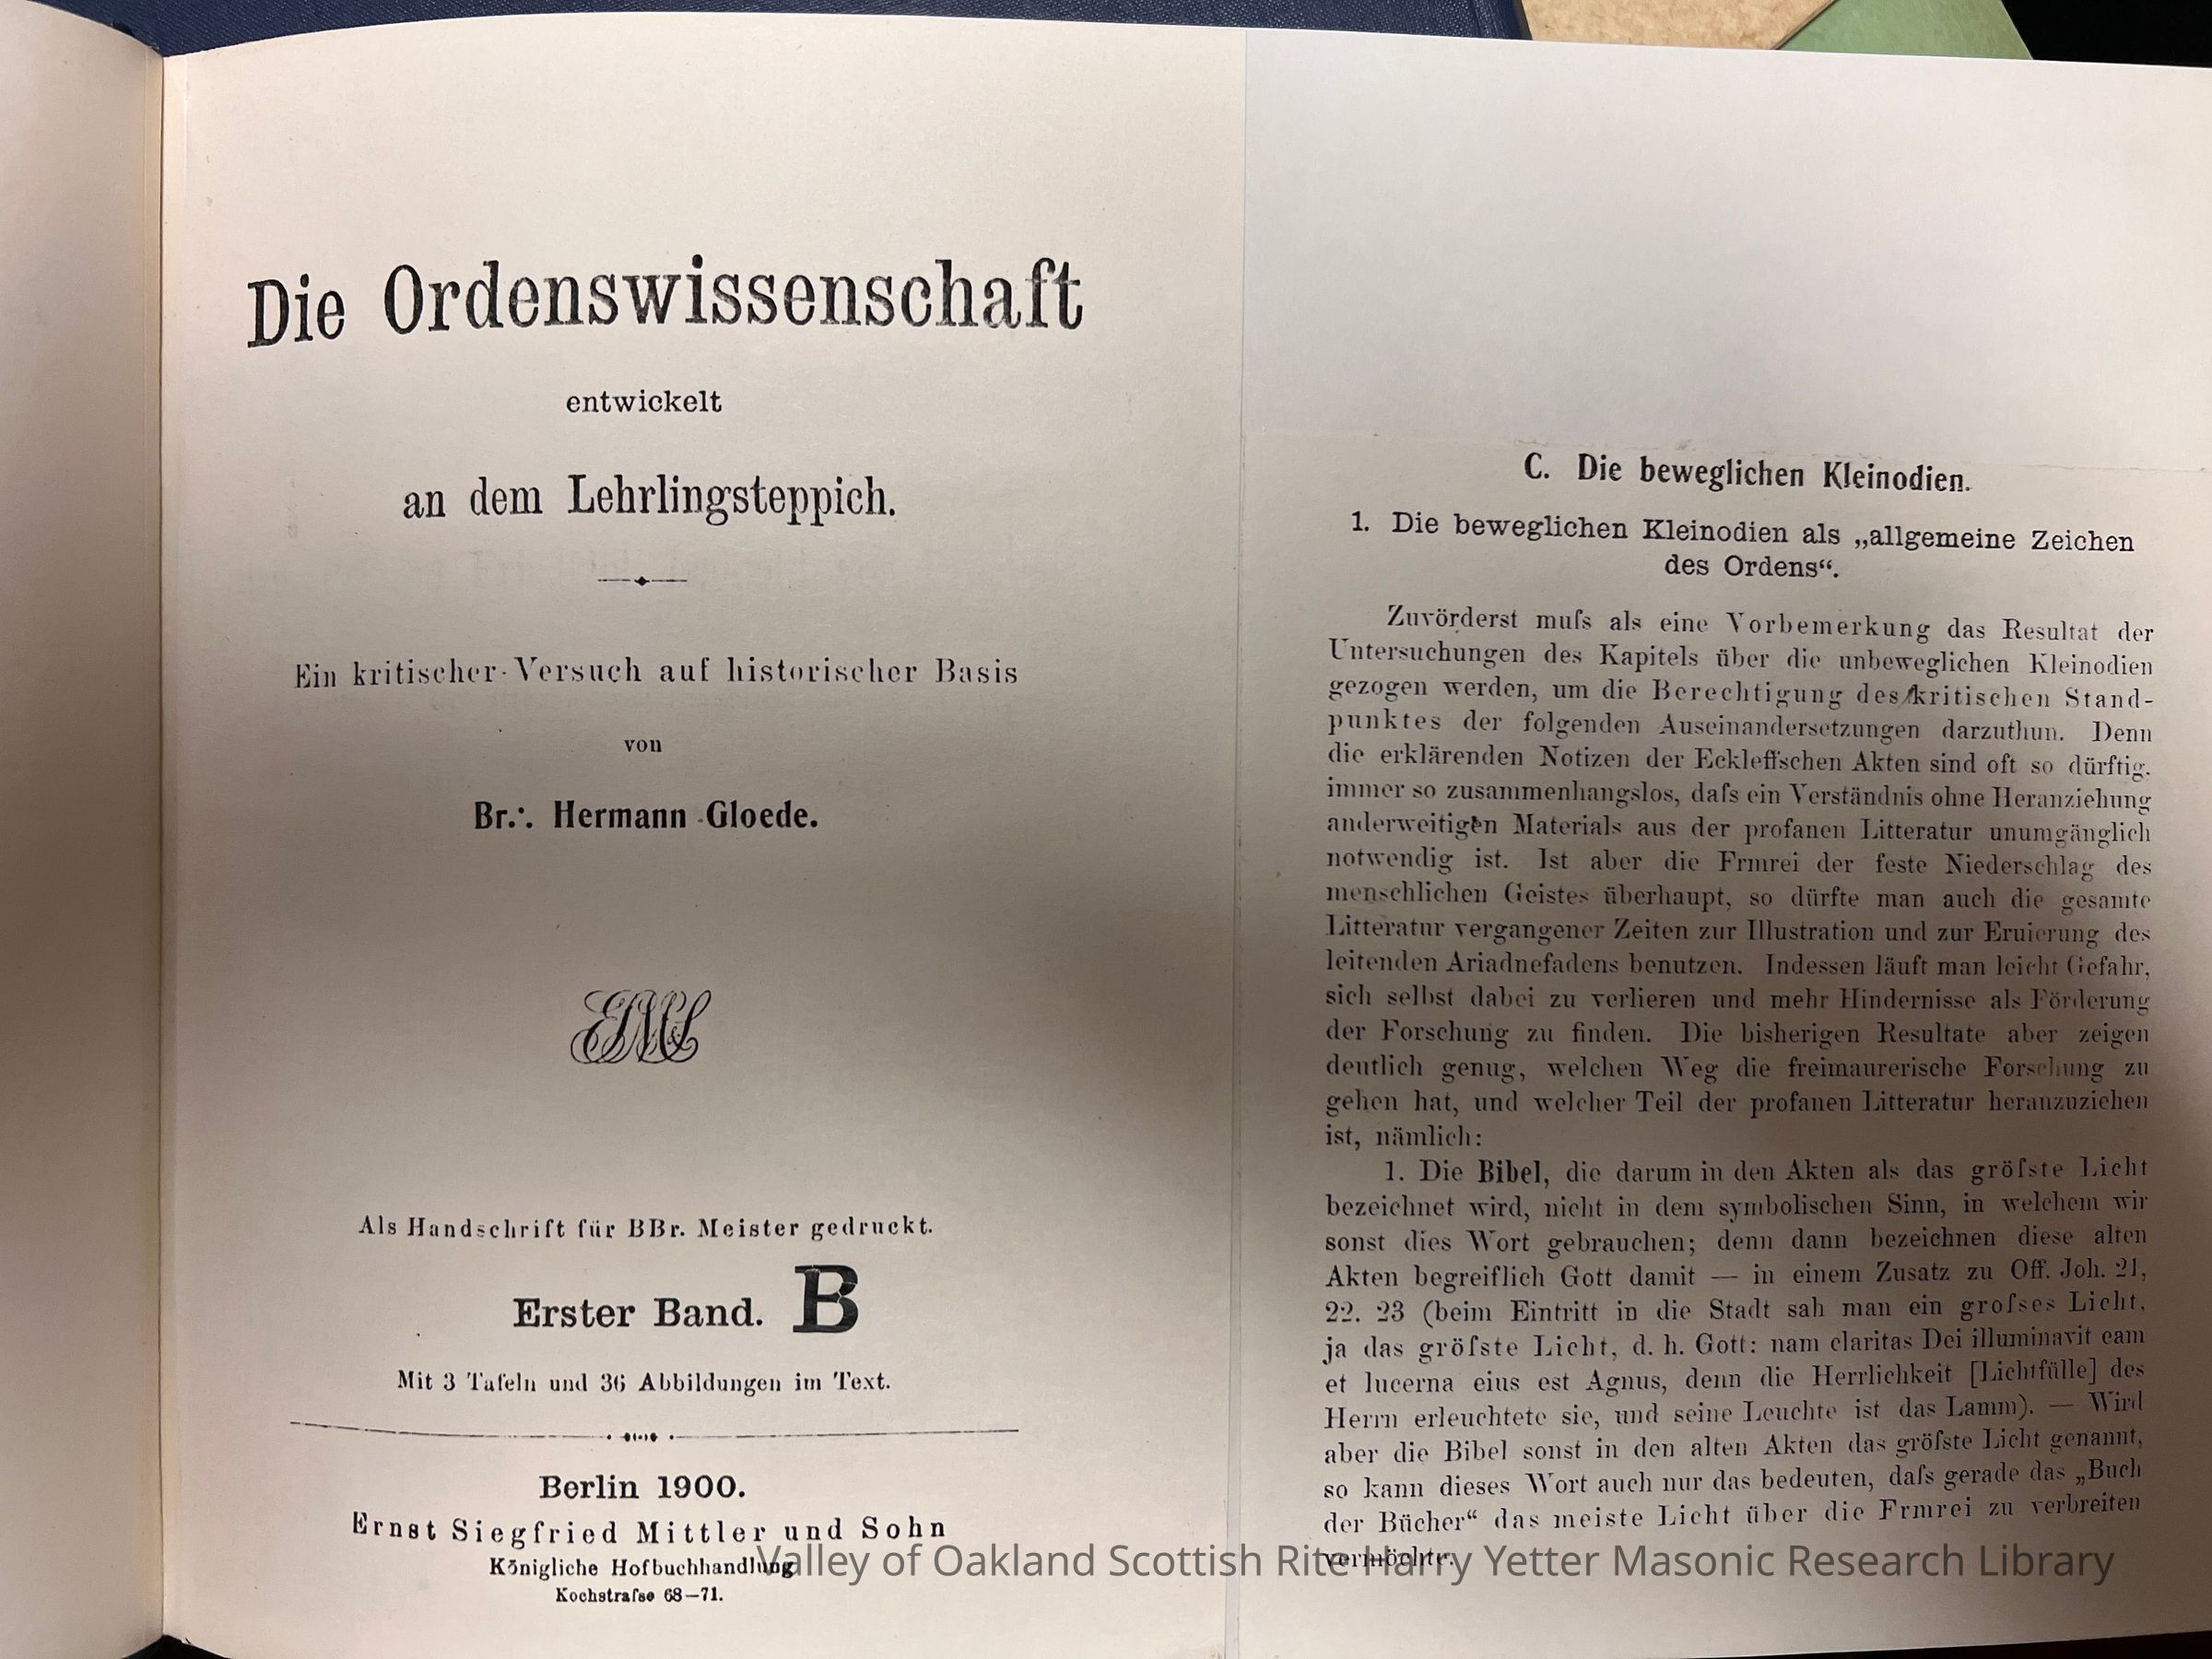 Die Ordenswissenschaft
entwickelt
an dem Lehrlingsteppich.
Ein kritischer Versuch auf historischer Basis
von
Br.∴ Hermann Gloede.
Als Handschrift für BBr. Meister gedruckt.
Erster Band. B
Mit 3 Tafeln und 36 Abbildungen im Text.
Berlin 1900.
Ernst Siegfried Mittler und Sohn
Königliche Hofbuchhandlung
Kochstraſse 68—71.
C. Die beweglichen Kleinodien.
1. Die beweglichen Kleinodien als „allgemeine Zeichen
des Ordens“.
Zuvörderst muſs als eine Vorbemerkung das Resultat der
Untersuchungen des Kapitels über die unbeweglichen Kleinodien
gezogen werden, um die Berechtigung des kritischen Stand-
punktes der folgenden Auseinandersetzungen darzuthun. Denn
die erklärenden Notizen der Eckleffschen Akten sind oft so dürftig,
immer so zusammenhangslos, daſs ein Verständnis ohne Heranziehung
anderweitigen Materials aus der profanen Litteratur unumgänglich
notwendig ist. Ist aber die Frmrei der feste Niederschlag des
menschlichen Geistes überhaupt, so dürfte man auch die gesamte
Litteratur vergangener Zeiten zur Illustration und zur Eruierung des
leitenden Ariadnefadens benutzen. Indessen läuft man leicht Gefahr,
sich selbst dabei zu verlieren und mehr Hindernisse als Förderung
der Forschung zu finden. Die bisherigen Resultate aber zeigen
deutlich genug, welchen Weg die freimaurerische Forschung zu
gehen hat, und welcher Teil der profanen Litteratur heranzuziehen
ist, nämlich:
1. Die Bibel, die darum in den Akten als das gröſste Licht
bezeichnet wird, nicht in dem symbolischen Sinn, in welchem wir
sonst dies Wort gebrauchen; denn dann bezeichnen diese alten
Akten begreiflich Gott damit — in einem Zusatz zu Off. Joh. 21,
22. 23 (beim Eintritt in die Stadt sah man ein groſses Licht,
ja das gröſste Licht, d. h. Gott: nam claritas Dei illuminavit eam
et lucerna eius est Agnus, denn die Herrlichkeit [Lichtfülle] des
Herrn erleuchtete sie, und seine Leuchte ist das Lamm). — Wird
aber die Bibel sonst in den alten Akten das gröſste Licht genannt,
so kann dieses Wort auch nur das bedeuten, daſs gerade das „Buch
der Bücher“ das meiste Licht über die Frmrei zu verbreiten
vermöchte.
Valley of Oakland Scottish Rite Harry Yetter Masonic Research Library